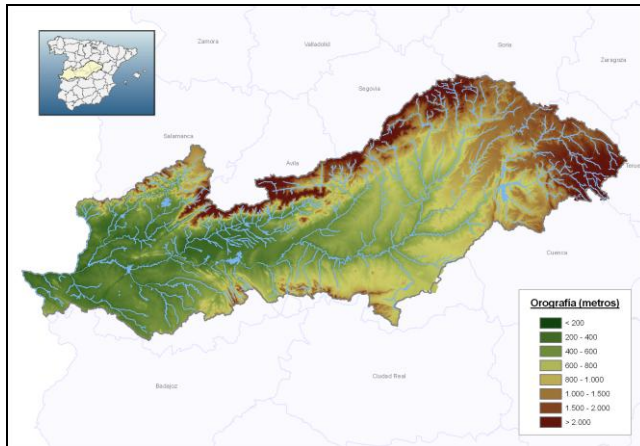 Zamora
Valladolid
Soria
Zaragoza
Segovia
Salamanca
Avila
Teruel
Cuenca
Badajoz
Ciudad Real
Orografía (metros)
< 200
200 - 400
400 - 600
600 - 800
800 - 1.000
1.000 - 1.500
1.500 - 2.000
> 2.000